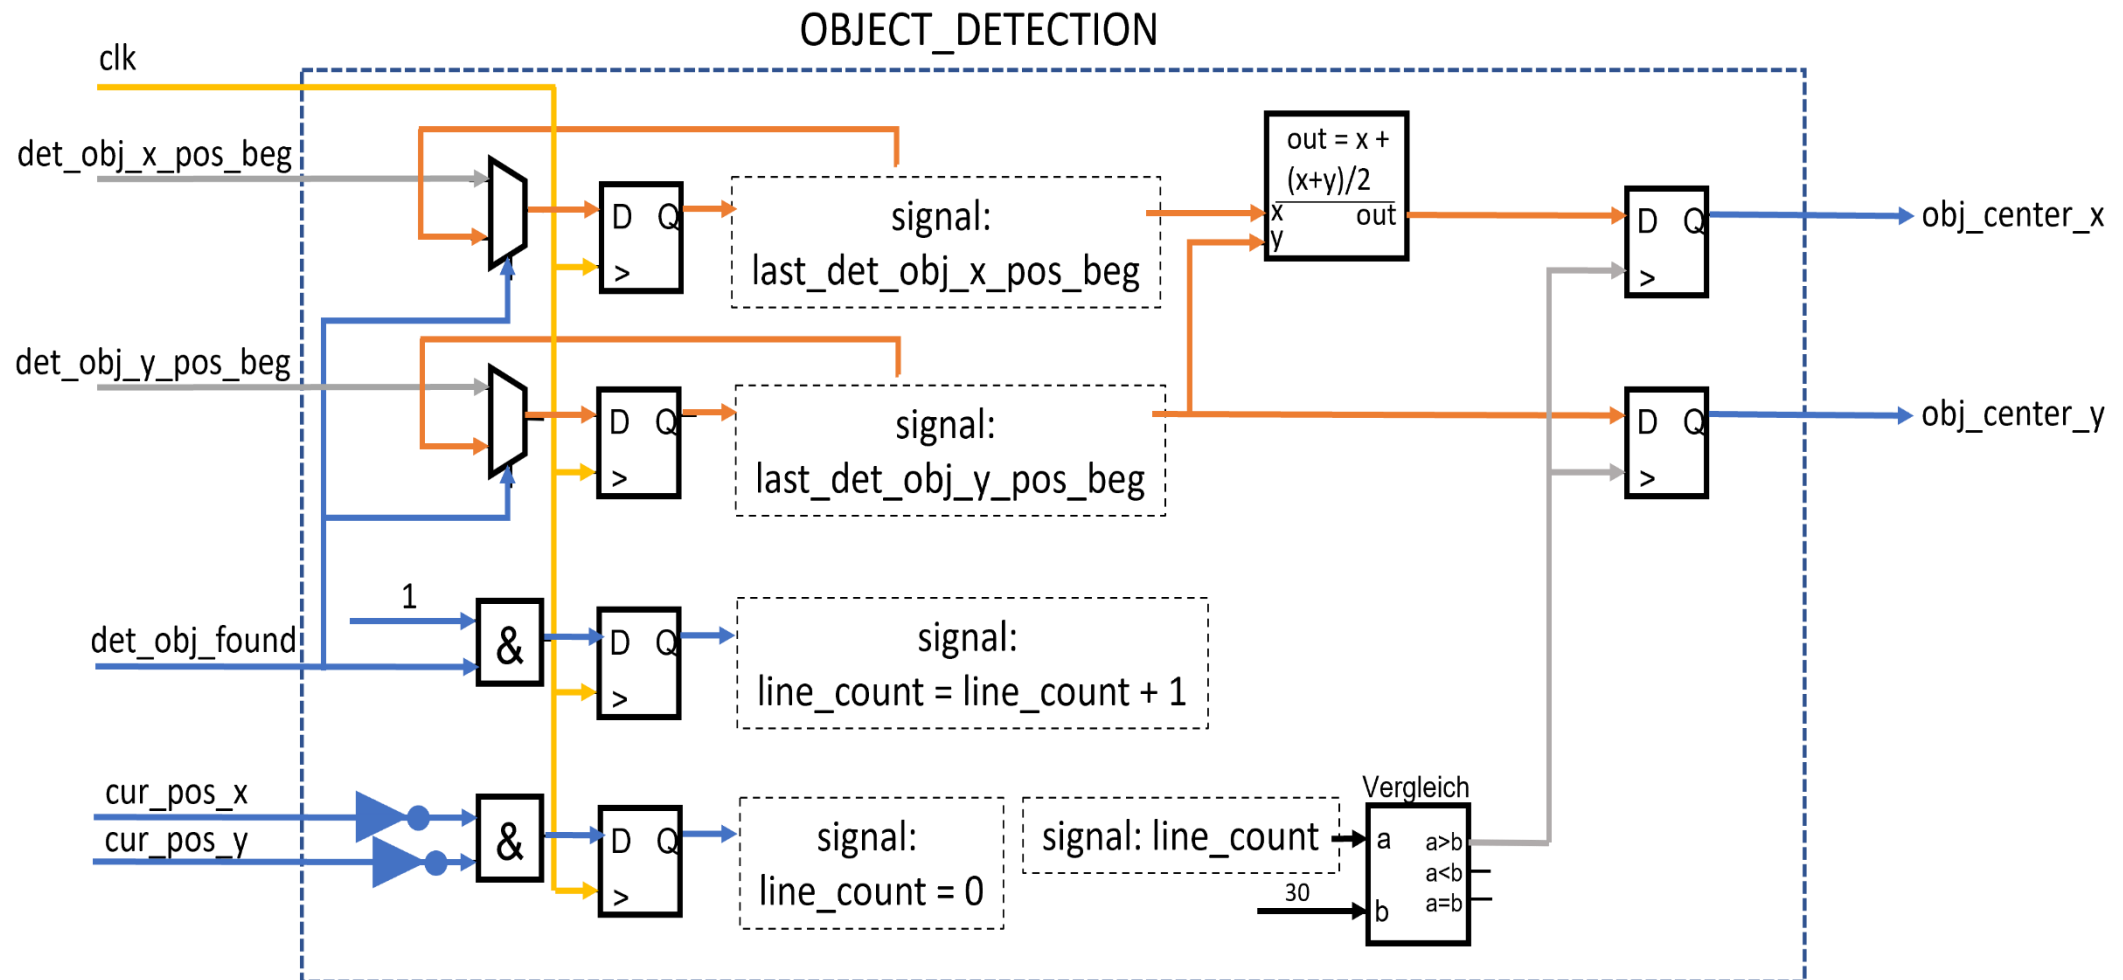 OBJECT_DETECTION
clk
det_obj_x_pos_beg
D Q
>
signal:
last_det_obj_x_pos_beg
out = x +
(x+y)/2
x
out
y
D Q
>
obj_center_x
det_obj_y_pos_beg
D Q
>
signal:
last_det_obj_y_pos_beg
D Q
>
obj_center_y
1
det_obj_found
&
D Q
>
signal:
line_count = line_count + 1
cur_pos_x
cur_pos_y
&
D Q
>
signal:
line_count = 0
signal: line_count
30
Vergleich
a
a>b
a<b
b
a=b